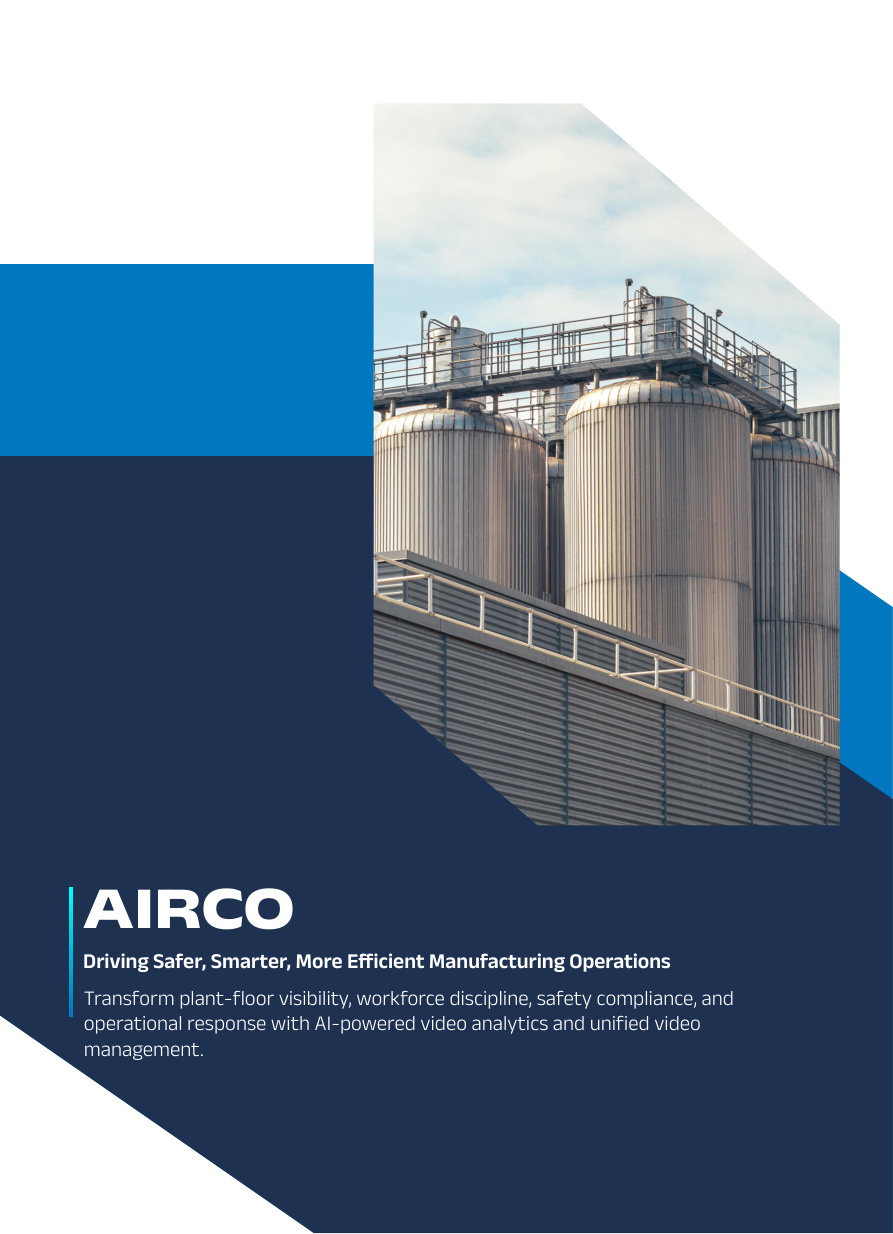 AIRCO
Driving Safer, Smarter, More Efficient Manufacturing Operations
Transform plant-floor visibility, workforce discipline, safety compliance, and
operational response with AI-powered video analytics and unified video
management.